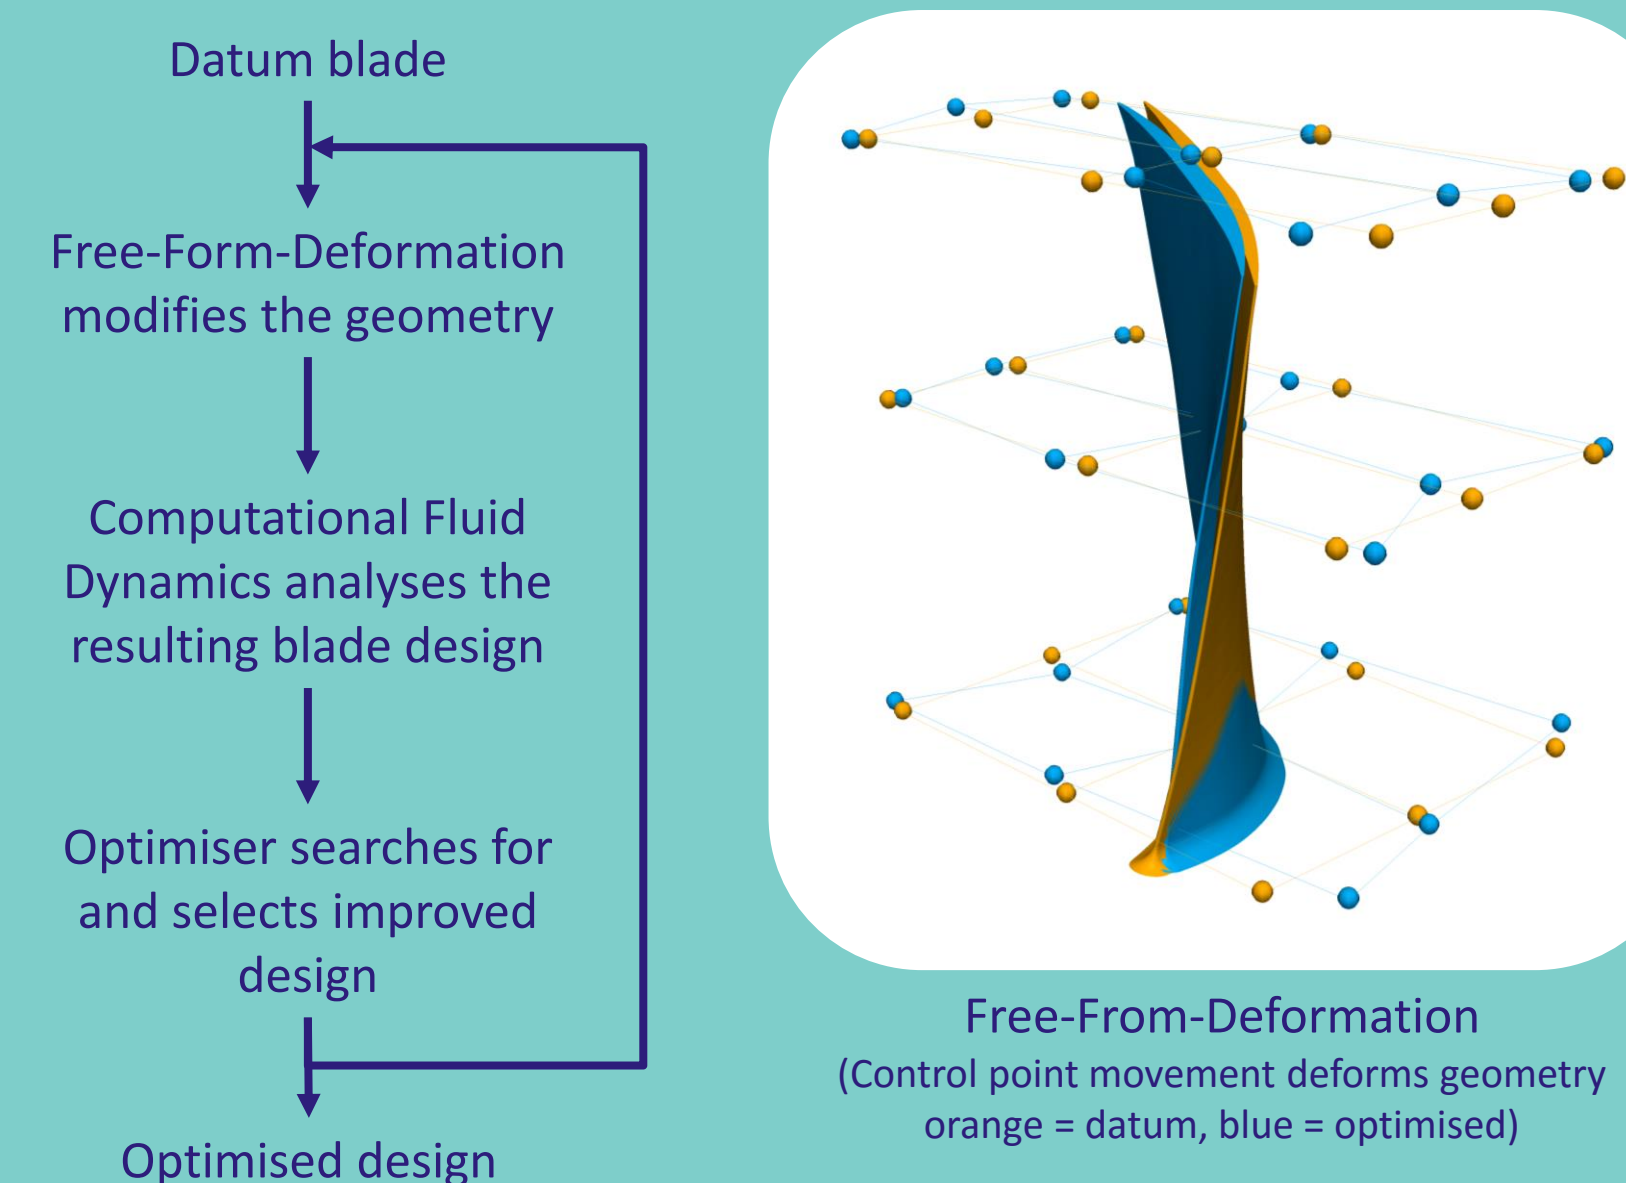 Datum blade
Free-Form-Deformation
modifies the geometry
Computational Fluid
Dynamics analyses the
resulting blade design
Optimiser searches for
and selects improved
design
Optimised design
Free-From-Deformation
(Control point movement deforms geometry
orange = datum, blue = optimised)